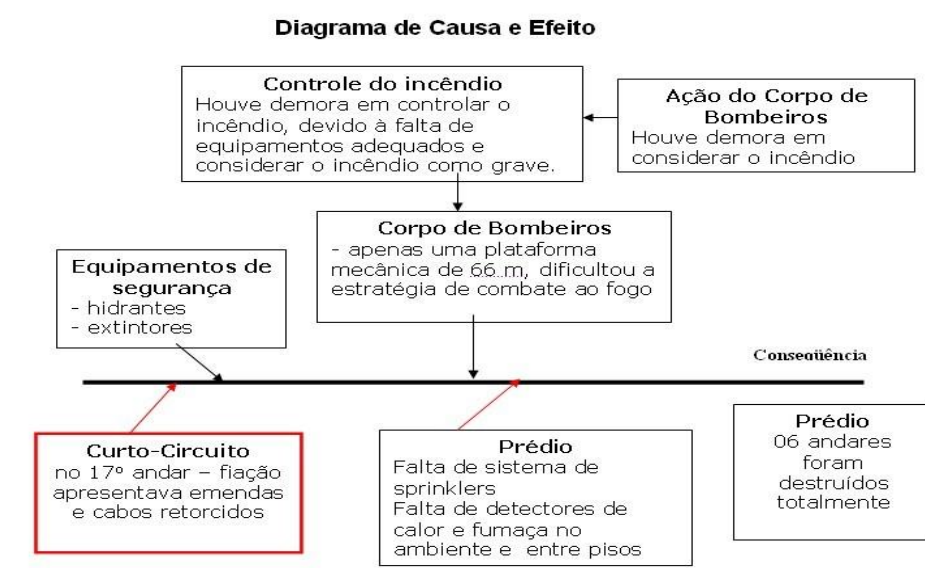 Diagrama de Causa e Efeito
Controle do incêndio
Houve demora em controlar o
incêndio, devido à falta de
equipamentos adequados e
considerar o incêndio como grave.
Ação do Corpo de
Bombeiros
Houve demora em
considerar o incêndio
Corpo de Bombeiros
- apenas uma plataforma
mecânica de 66 m, dificultou a
estratégia de combate ao fogo
Equipamentos de
segurança
- hidrantes
- extintores
Conseqüência
Curto-Circuito
no 17º andar – fiação
apresentava emendas
e cabos retorcidos
Prédio
Falta de sistema de
sprinklers
Falta de detectores de
calor e fumaça no
ambiente e entre pisos
Prédio
06 andares
foram
destruídos
totalmente